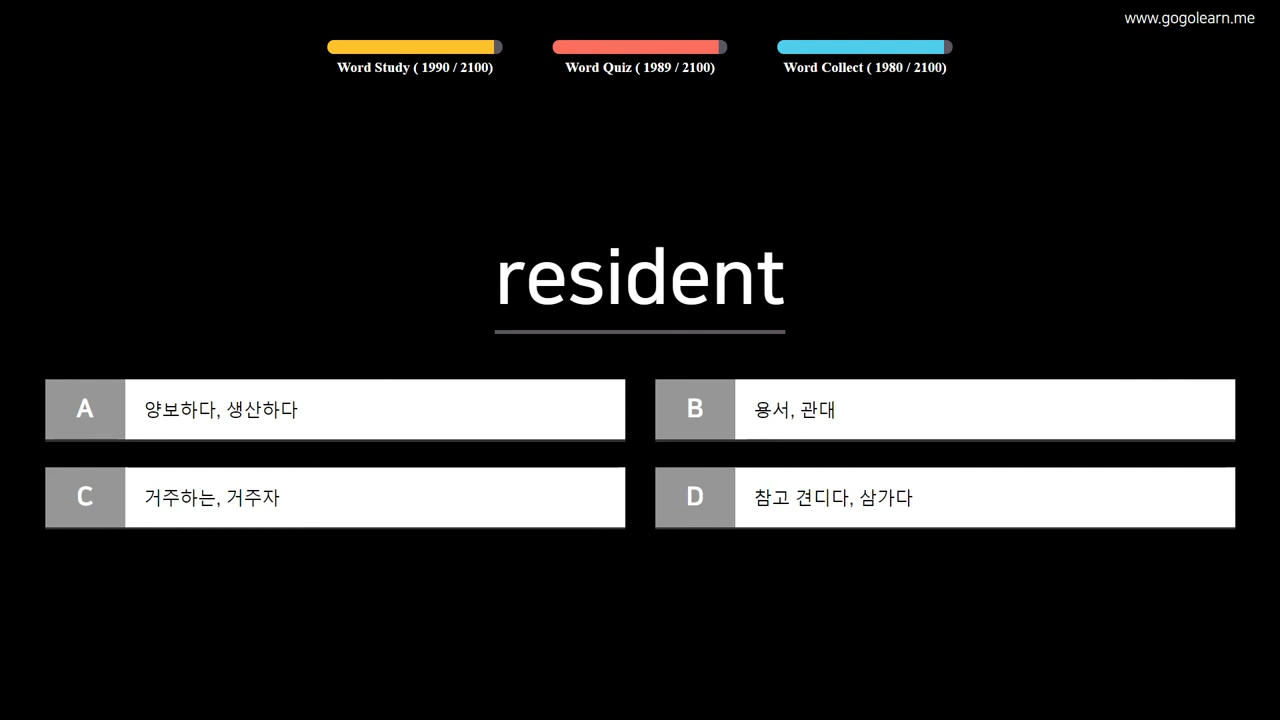 www.gogolearn.me
Word Study ( 1990 / 2100)
Word Quiz ( 1989 / 2100)
Word Collect ( 1980 / 2100)
resident
A 양보하다, 생산하다
B 용서, 관대
C 거주하는, 거주자
D 참고 견디다, 삼가다